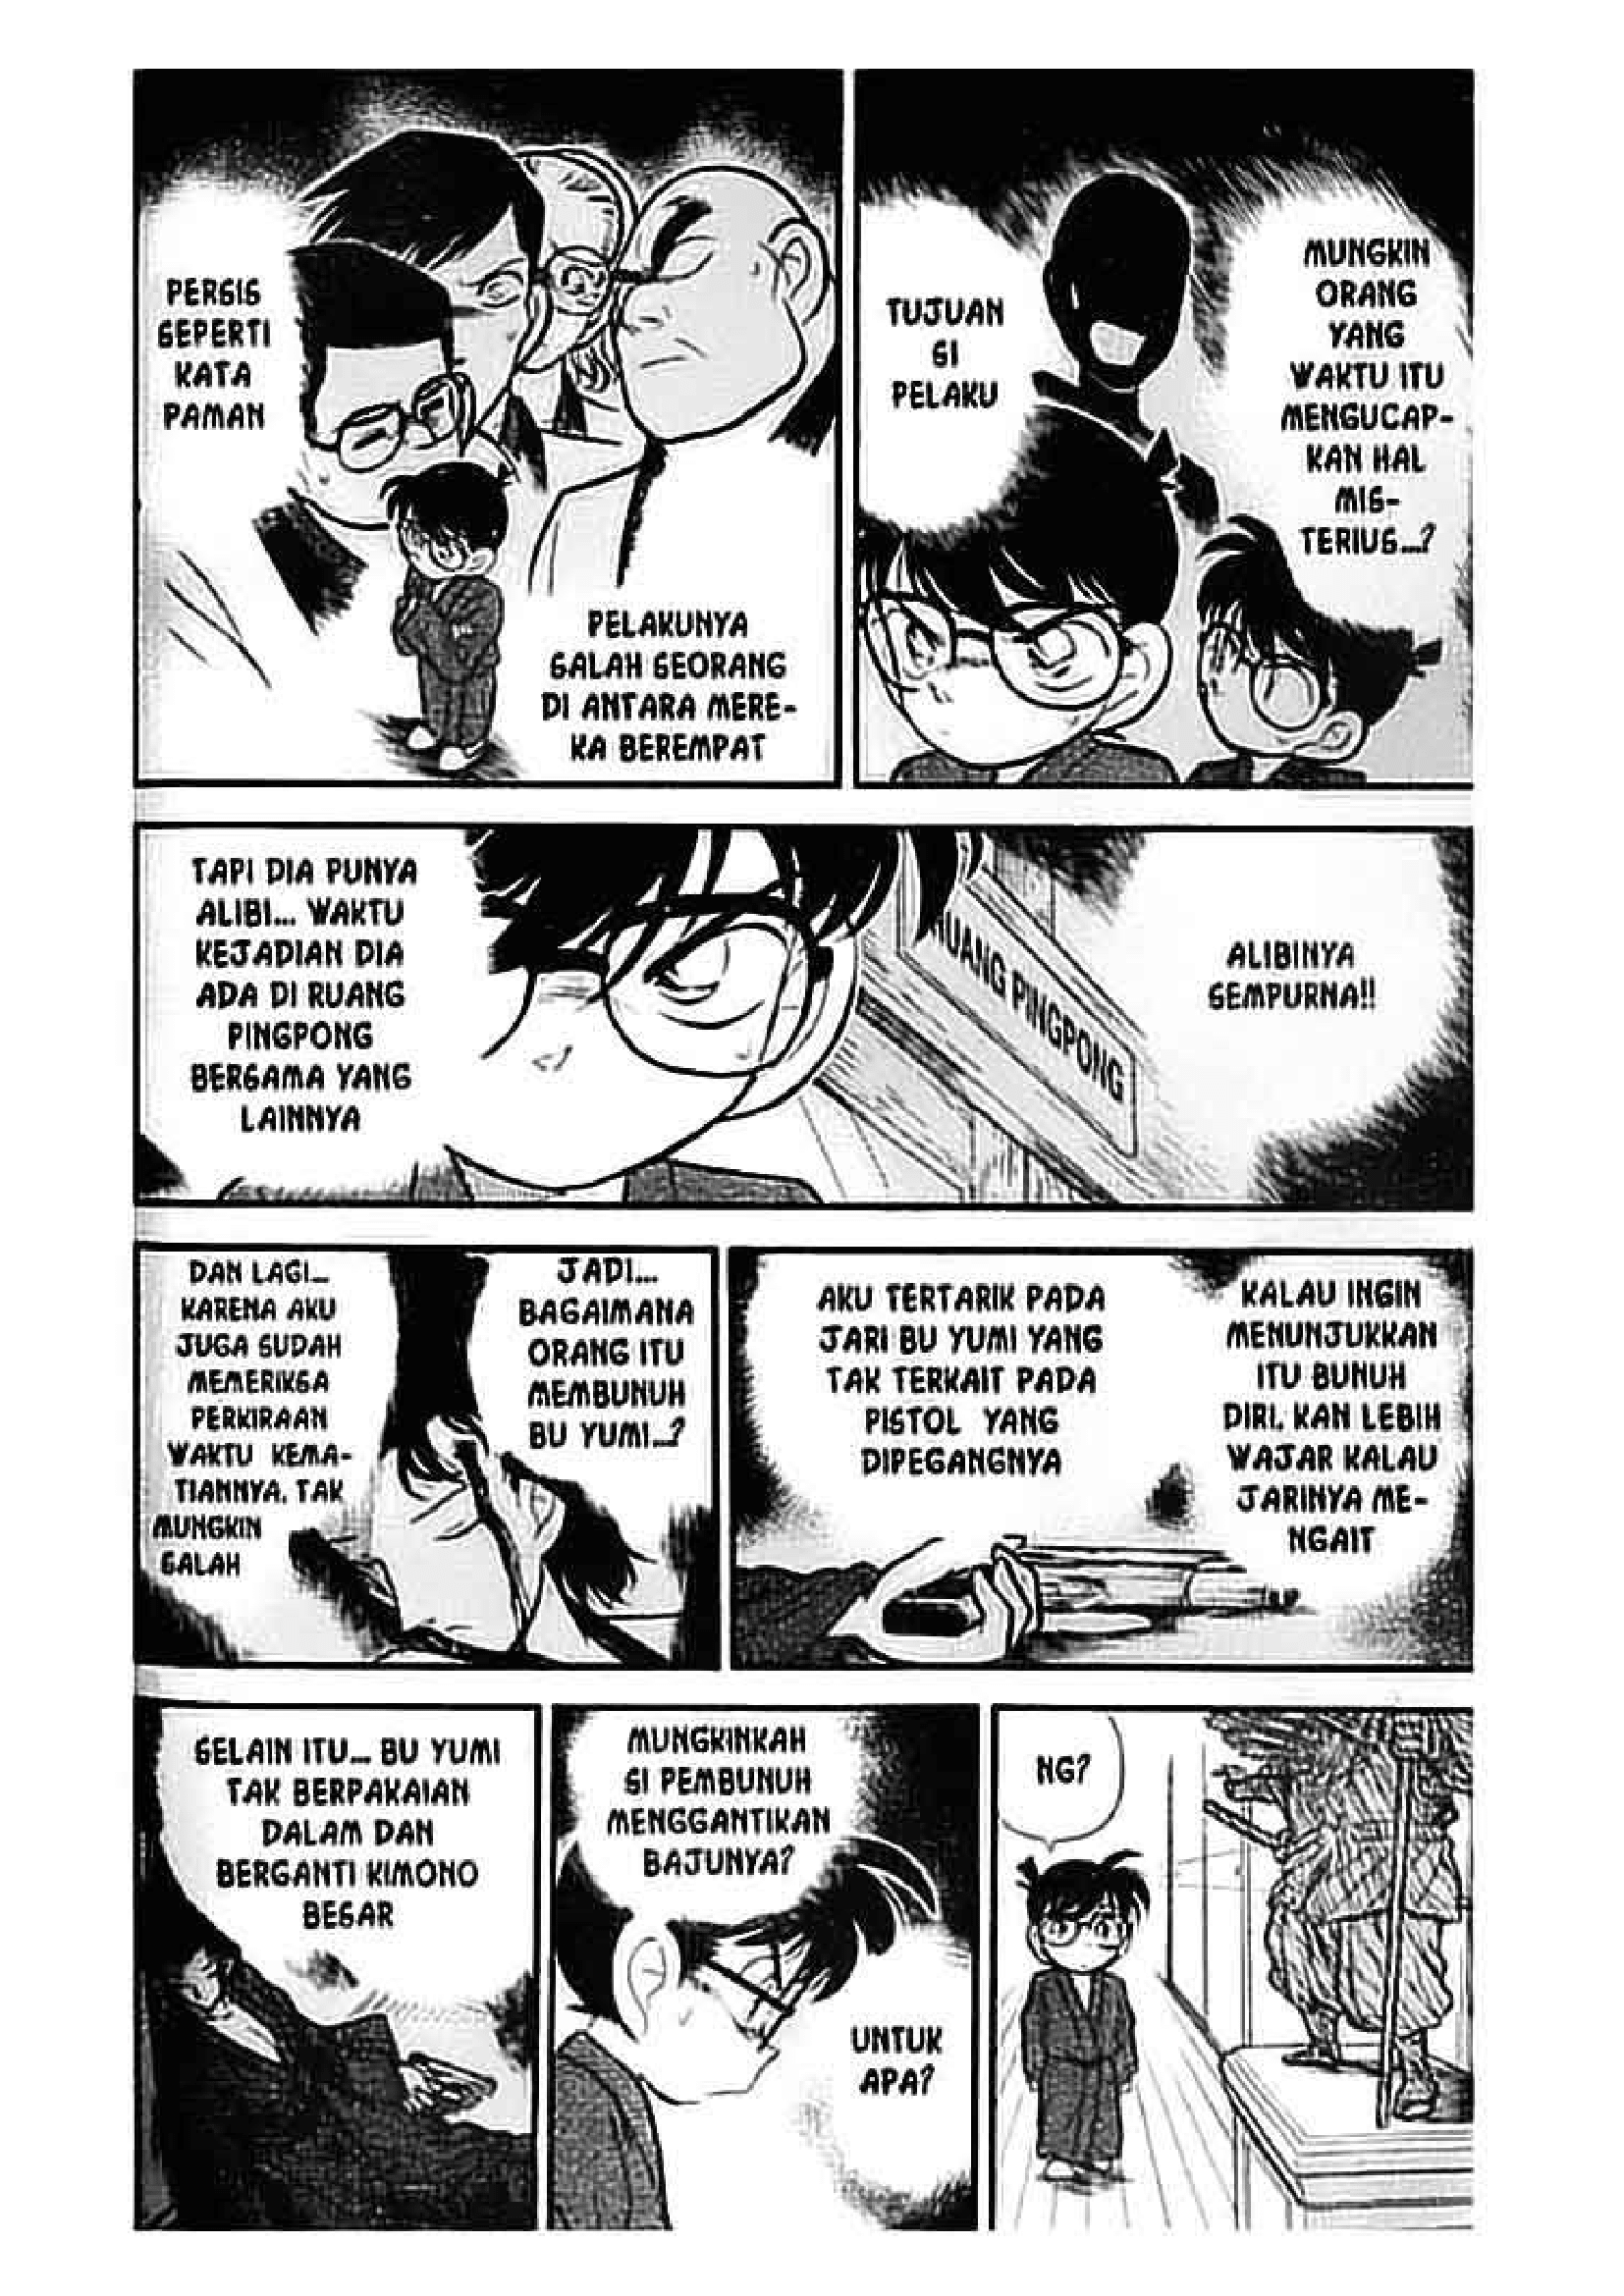 PERSIS
SEPERTI
KATA
PAMAN
PELAKUNYA
SALAH SEORANG
DI ANTARA MERE-
KA BEREMPAT
TUJUAN
SI
PELAKU
MUNGKIN
ORANG
YANG
WAKTU ITU
MENGUCAP-
KAN HAL
MIS-
TERIUS...?
TAPI DIA PUNYA
ALIBI... WAKTU
KEJADIAN DIA
ADA DI RUANG
PINGPONG
BERSAMA YANG
LAINNYA
RUANG PINGPONG
ALIBINYA
SEMPURNA!!
DAN LAGI...
KARENA AKU
JUGA SUDAH
MEMERIKSA
PERKIRAAN
WAKTU KEMA-
TIANNYA. TAK
MUNGKIN
SALAH
JADI...
BAGAIMANA
ORANG ITU
MEMBUNUH
BU YUMI...?
AKU TERTARIK PADA
JARI BU YUMI YANG
TAK TERKAIT PADA
PISTOL YANG
DIPEGANGNYA
KALAU INGIN
MENUNJUKKAN
ITU BUNUH
DIRI. KAN LEBIH
WAJAR KALAU
JARINYA ME-
NGAIT
SELAIN ITU... BU YUMI
TAK BERPAKAIAN
DALAM DAN
BERGANTI KIMONO
BESAR
MUNGKINKAH
SI PEMBUNUH
MENGGANTIKAN
BAJUNYA?
UNTUK
APA?
NG?